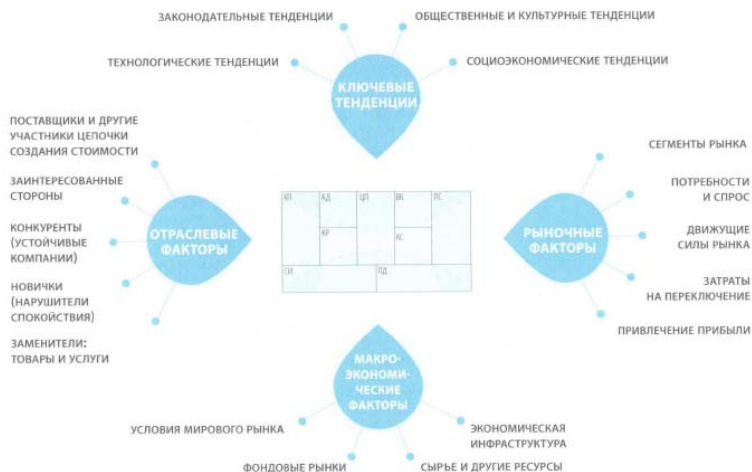 ЗАКОНОДАТЕЛЬНЫЕ ТЕНДЕНЦИИ
ОБЩЕСТВЕННЫЕ И КУЛЬТУРНЫЕ ТЕНДЕНЦИИ
ТЕХНОЛОГИЧЕСКИЕ ТЕНДЕНЦИИ
СОЦИОЭКОНОМИЧЕСКИЕ ТЕНДЕНЦИИ
КЛЮЧЕВЫЕ
ТЕНДЕНЦИИ
ПОСТАВЩИКИ И ДРУГИЕ
УЧАСТНИКИ ЦЕПОЧКИ
СОЗДАНИЯ СТОИМОСТИ
ЗАИНТЕРЕСОВАННЫЕ
СТОРОНЫ
КОНКУРЕНТЫ
(УСТОЙЧИВЫЕ
КОМПАНИИ)
НОВИЧКИ
(НАРУШИТЕЛИ
СПОКОЙСТВИЯ)
ЗАМЕНИТЕЛИ:
ТОВАРЫ И УСЛУГИ
ОТРАСЛЕВЫЕ
ФАКТОРЫ
КП
КД
ЦП
ВК
ПС
КР
КС
СИ
ПД
РЫНОЧНЫЕ
ФАКТОРЫ
СЕГМЕНТЫ РЫНКА
ПОТРЕБНОСТИ
И СПРОС
ДВИЖУЩИЕ
СИЛЫ РЫНКА
ЗАТРАТЫ
НА ПЕРЕКЛЮЧЕНИЕ
ПРИВЛЕЧЕНИЕ ПРИБЫЛИ
МАКРО-
ЭКОНОМИ-
ЧЕСКИЕ
ФАКТОРЫ
УСЛОВИЯ МИРОВОГО РЫНКА
ЭКОНОМИЧЕСКАЯ
ИНФРАСТРУКТУРА
ФОНДОВЫЕ РЫНКИ
СЫРЬЕ И ДРУГИЕ РЕСУРСЫ